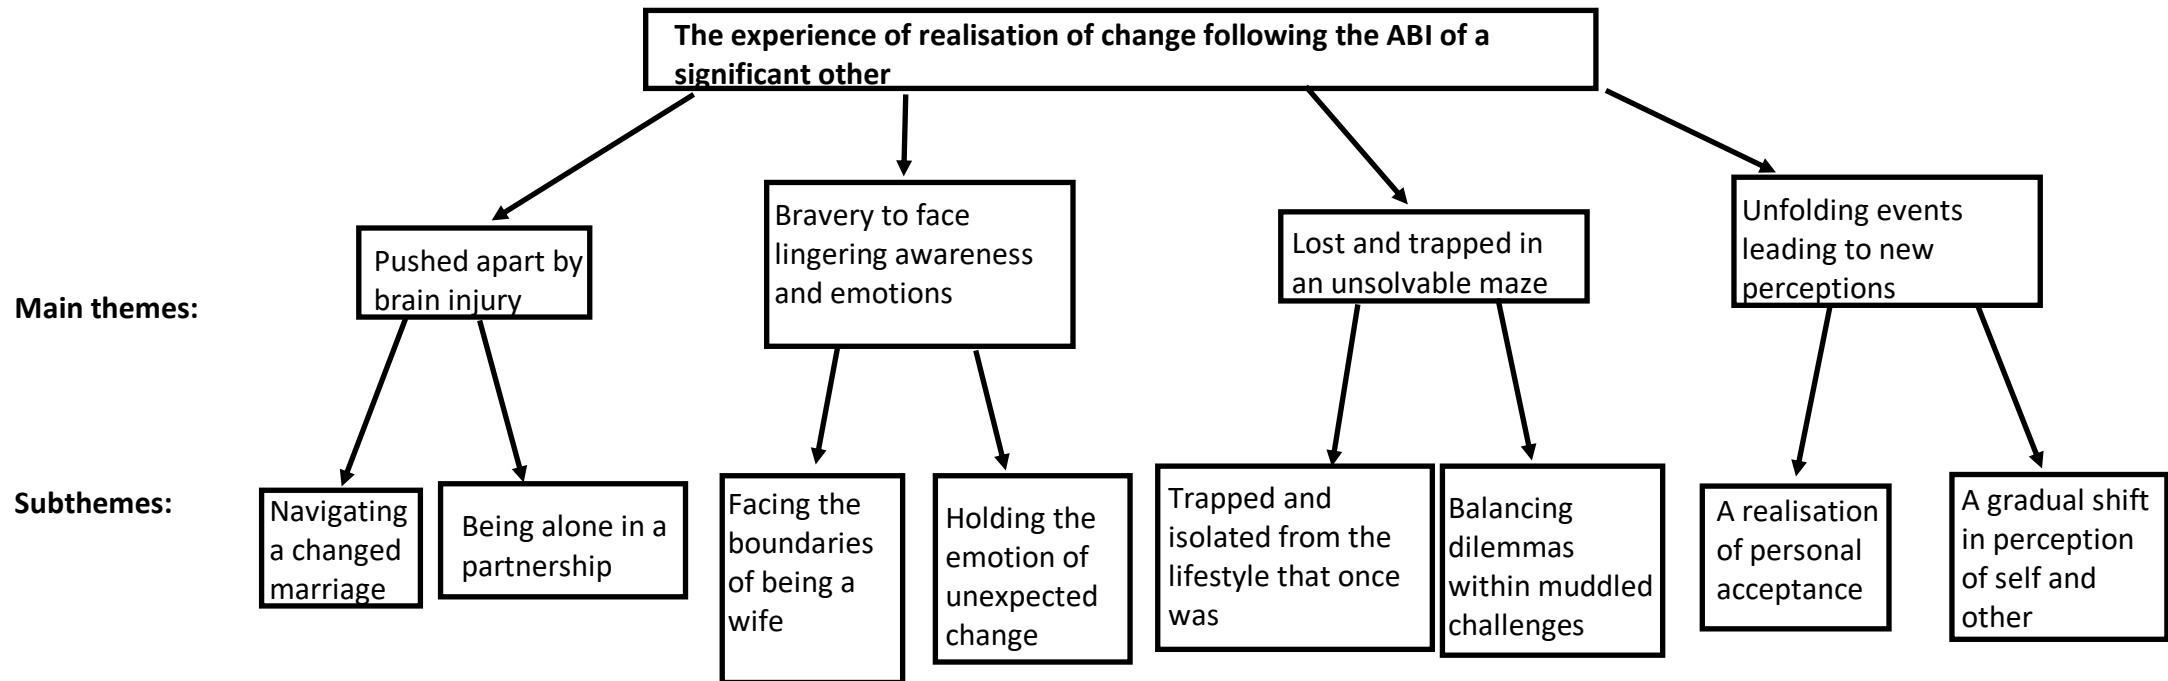 The experience of realisation of change following the ABI of a
significant other
Main themes:
Pushed apart by
brain injury
Bravery to face
lingering awareness
and emotions
Lost and trapped in
an unsolvable maze
Unfolding events
leading to new
perceptions
Subthemes:
Navigating
a changed
marriage
Being alone in a
partnership
Facing the
boundaries
of being a
wife
Holding the
emotion of
unexpected
change
Trapped and
isolated from the
lifestyle that once
was
Balancing
dilemmas
within muddled
challenges
A realisation
of personal
acceptance
A gradual shift
in perception
of self and
other